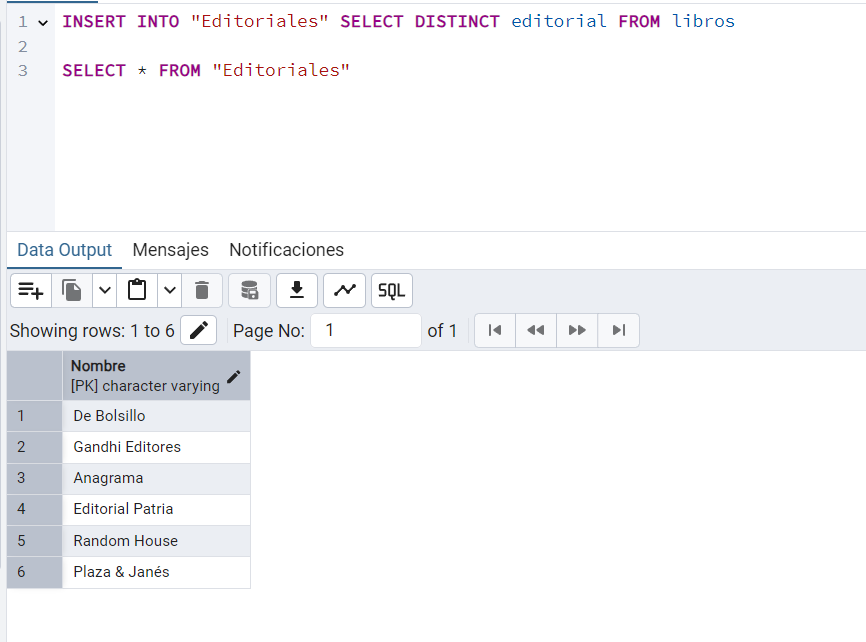 1 INSERT INTO "Editoriales" SELECT DISTINCT editorial FROM libros
2
3 SELECT * FROM "Editoriales"
Data Output Mensajes Notificaciones
SQL
Showing rows: 1 to 6 Page No: 1 of 1
Nombre
[PK] character varying
1 De Bolsillo
2 Gandhi Editores
3 Anagrama
4 Editorial Patria
5 Random House
6 Plaza & Janés